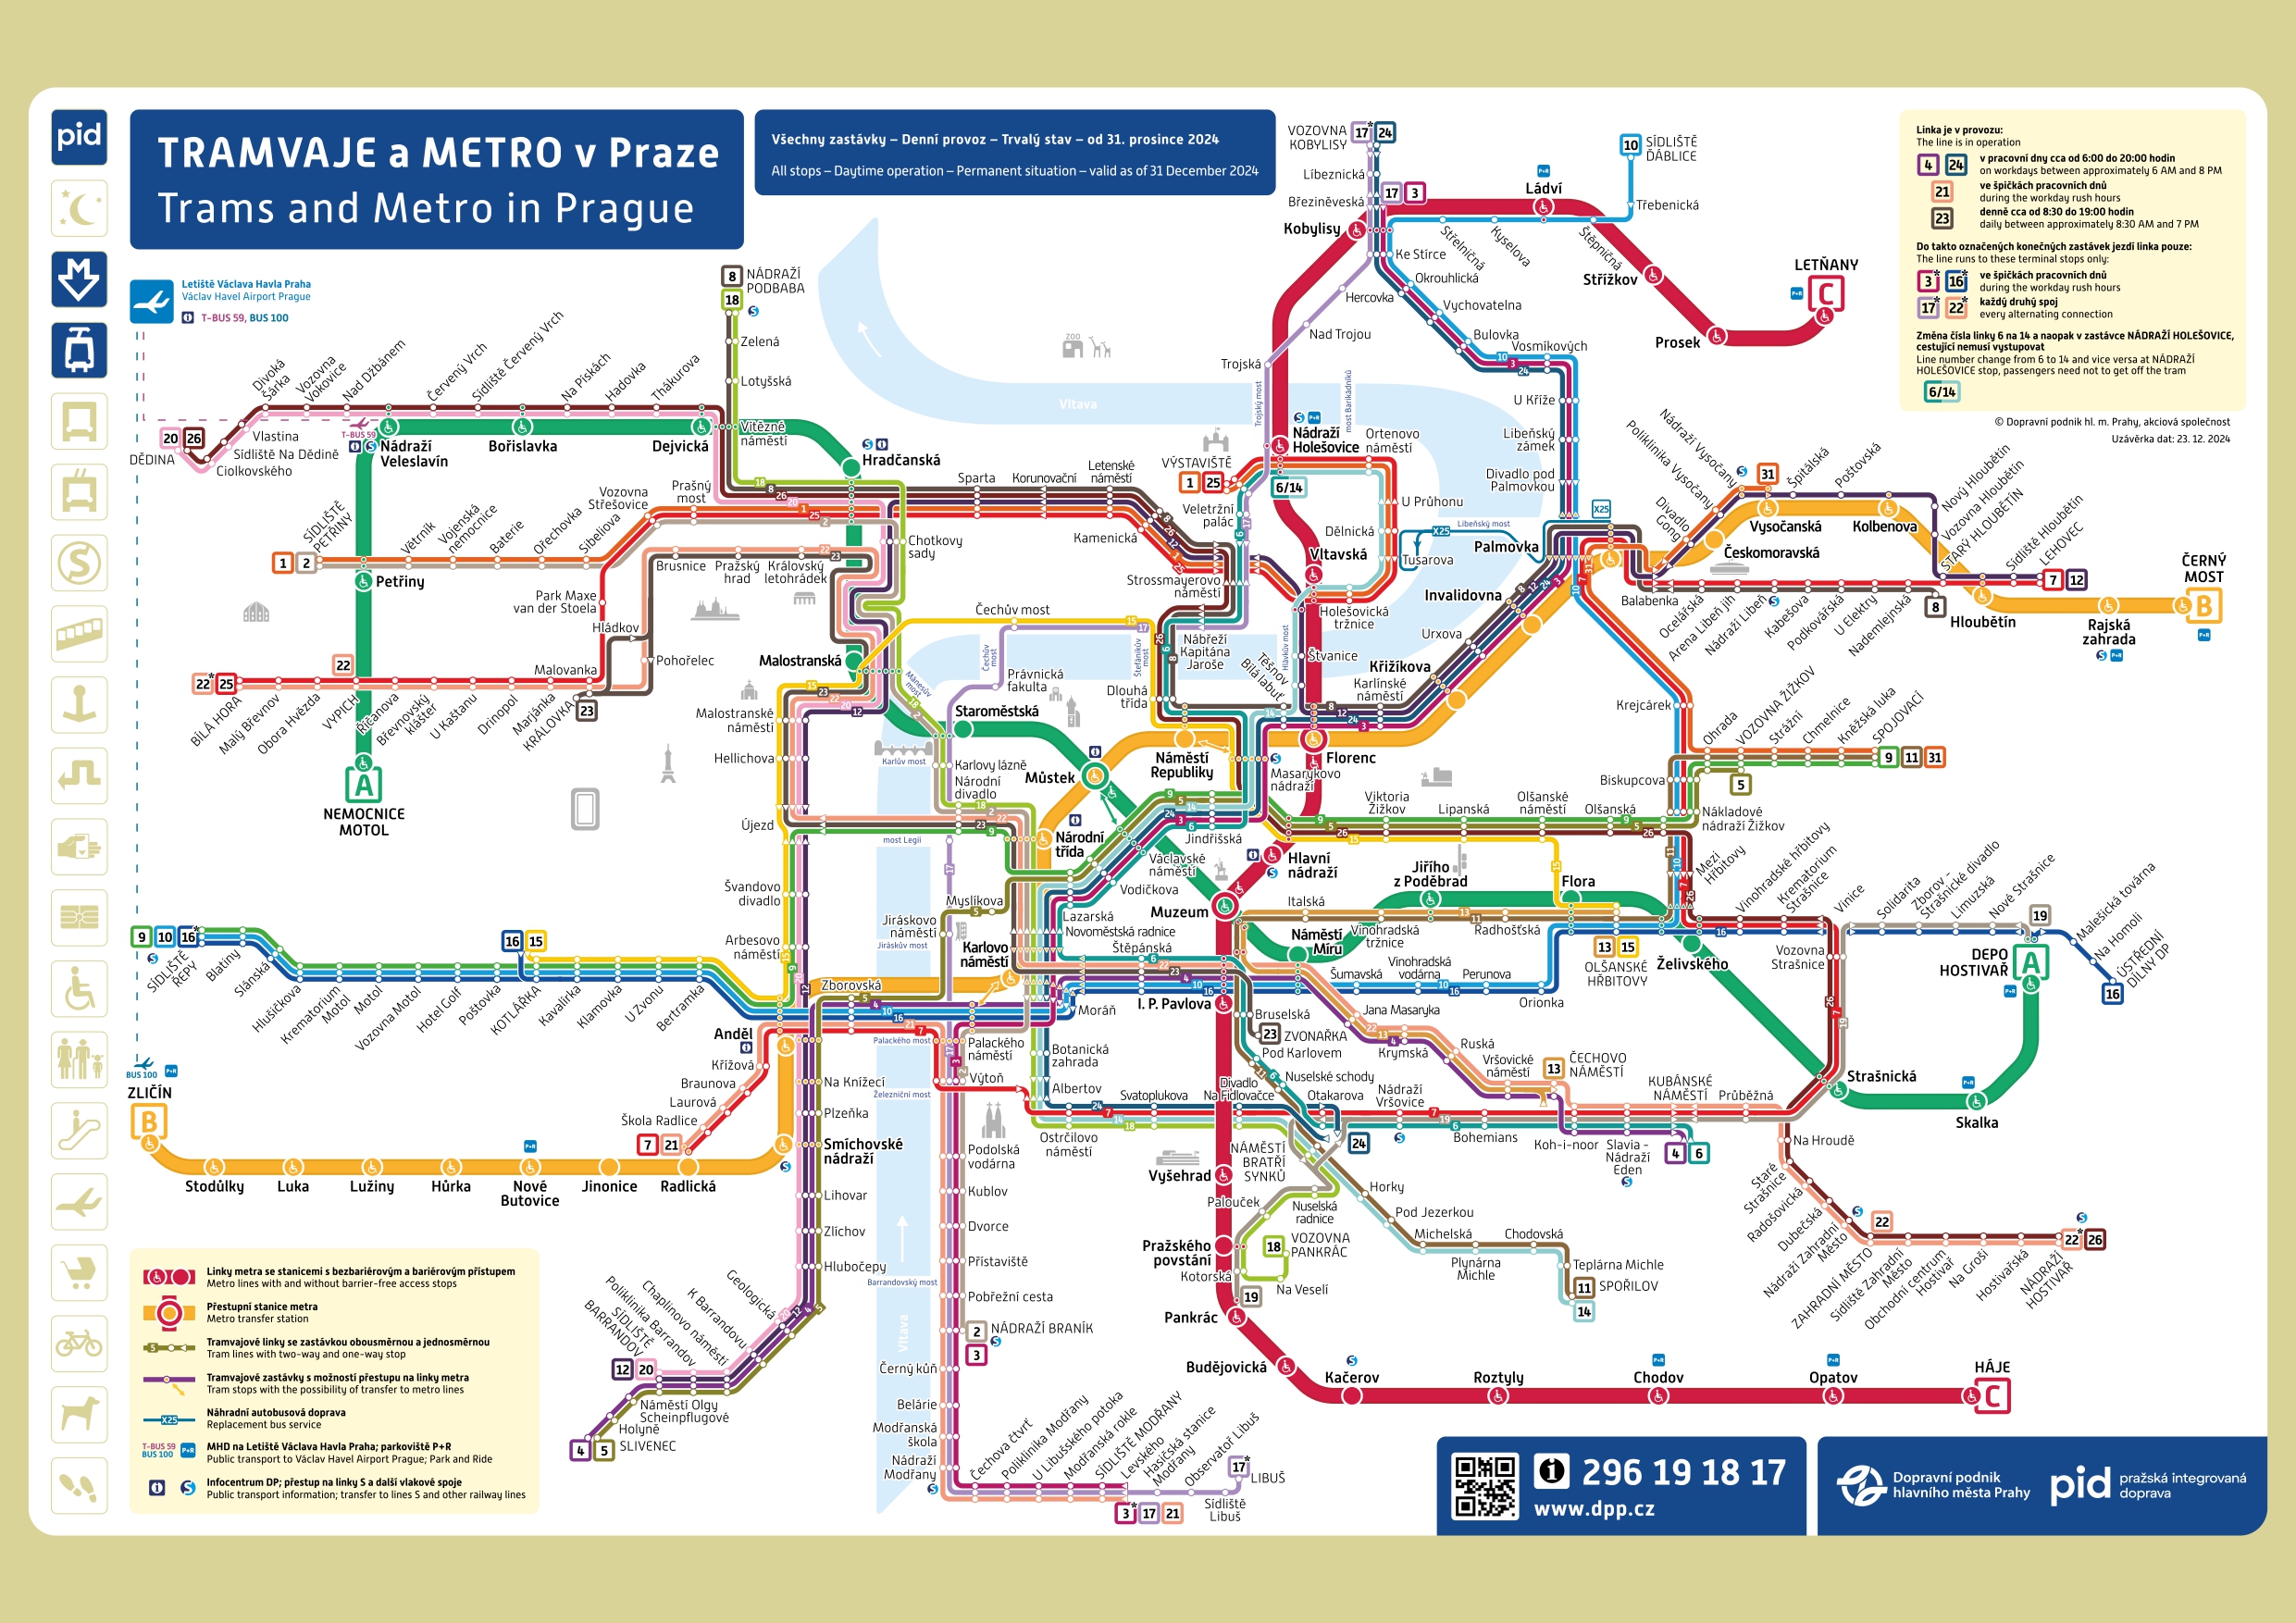 pid
TRAMVAJE a METRO v Praze
Trams and Metro in Prague
Všechny zastávky – Denní provoz – Trvalý stav – od 31. prosince 2024
All stops – Daytime operation – Permanent situation – valid as of 31 December 2024
Linka je v provozu:
The line is in operation
4 24 v pracovní dny cca od 6:00 do 20:00 hodin
on workdays between approximately 6 AM and 8 PM
21 ve špičkách pracovních dnů
during the workday rush hours
23 denně cca od 8:30 do 19:00 hodin
daily between approximately 8:30 AM and 7 PM
Do takto označených konečných zastávek jezdí linka pouze:
The line runs to these terminal stops only:
3* 16* ve špičkách pracovních dnů
during the workday rush hours
17* 22* každý druhý spoj
every alternating connection
Změna čísla linky 6 na 14 a naopak v zastávce NÁDRAŽÍ HOLEŠOVICE,
cestující nemusí vystupovat
Line number change from 6 to 14 and vice versa at NÁDRAŽÍ
HOLEŠOVICE stop, passengers need not to get off the tram
6/14
© Dopravní podnik hl. m. Prahy, akciová společnost
Uzávěrka dat: 23. 12. 2024
Letiště Václava Havla Praha
Václav Havel Airport Prague
T-BUS 59, BUS 100
8 NÁDRAŽÍ
PODBABA
18
Zelená
Lotyšská
Vítězné
náměstí
VOZOVNA
KOBYLISY
17* 24
Líbeznická
Březiněveská
17 3
Kobylisy
Ládví
10 SÍDLIŠTĚ
ĎÁBLICE
Třebenická
Střelničná
Kyselova
Štěpničná
Střížkov
LETŇANY
C
Prosek
Ke Stírce
Okrouhlická
Hercovka
Vychovatelna
Nad Trojou
Bulovka
Vosmíkových
Trojská
U Kříže
Libeňský
zámek
Divadlo pod
Palmovkou
20 26
DĚDINA
Divoká
Šárka
Vozovna
Vokovice
Nad Džbánem
Červený Vrch
Sídliště Červený Vrch
Na Pískách
Hadovka
Thákurova
Vlastina
Sídliště Na Dědině
Ciolkovského
T-BUS 59
Nádraží
Veleslavín
Bořislavka
Dejvická
Hradčanská
Vltava
Trojský most
most Barikádníků
ZOO
Nádraží
Holešovice
Ortenovo
náměstí
VÝSTAVIŠTĚ
1 25
6/14
U Průhonu
Veletržní
palác
Dělnická
Vltavská
X25
Libeňský most
Tusarova
Palmovka
Sparta
Korunovační
Letenské
náměstí
Kamenická
Strossmayerovo
náměstí
Holešovická
tržnice
Prašný
most
Vozovna
Střešovice
Sibeliova
Ořechovka
Baterie
Vojenská
nemocnice
Větrník
SÍDLIŠTĚ
PETŘINY
1 2
Petřiny
Chotkovy
sady
Brusnice
Pražský
hrad
Královský
letohrádek
Park Maxe
van der Stoela
Hládkov
Pohořelec
Malovanka
22* 25
22
BÍLÁ HORA
Malý Břevnov
Obora Hvězda
VYPICH
Říčanova
Břevnovský
klášter
U Kaštanu
Drinopol
Marjánka
KRÁLOVKA
23
A
NEMOCNICE
MOTOL
Poliklinika Vysočany
Nádraží Vysočany
31
Špitálská
Poštovská
Divadlo
Gong
Vysočanská
Kolbenova
Českomoravská
Nový Hloubětín
Vozovna Hloubětín
STARÝ HLOUBĚTÍN
Sídliště Hloubětín
LEHOVEC
7 12
Balabenka
Ocelářská
Arena Libeň jih
Nádraží Libeň
Kabešova
Podkovářská
U Elektry
Nademlejnská
8
Hloubětín
Rajská
zahrada
ČERNÝ
MOST
B
Invalidovna
Urxova
Křižíkova
Karlínské
náměstí
Krejcárek
Čechův most
Štefánikův
most
Čechův
most
Hlávkův most
Nábřeží
Kapitána
Jaroše
Štvanice
Těšnov
Bílá labuť
Malostranská
Mánesův
most
Právnická
fakulta
Dlouhá
třída
Staroměstská
Malostranské
náměstí
Hellichova
Karlův most
Karlovy lázně
Národní
divadlo
Můstek
Náměstí
Republiky
Masarykovo
nádraží
Florenc
Újezd
most Legií
Národní
třída
Jindřišská
Václavské
náměstí
Vodičkova
Hlavní
nádraží
Viktoria
Žižkov
Lipanská
Olšanské
náměstí
Olšanská
Biskupcova
Ohrada
VOZOVNA ŽIŽKOV
Strážní
Chmelnice
Kněžská luka
SPOJOVACÍ
9 11 31
5
Nákladové
nádraží Žižkov
Mezi
Hřbitovy
Vinohradské hřbitovy
Krematorium
Strašnice
Vinice
Solidarita
Zborov -
Strašnické divadlo
Limuzská
Nové Strašnice
19
Malešická továrna
Na Homoli
ÚSTŘEDNÍ
DÍLNY DP
16
DEPO
HOSTIVAŘ
A
Vozovna
Strašnice
Jiřího
z Poděbrad
Flora
Muzeum
Italská
Vinohradská
tržnice
Radhošťská
13 15
OLŠANSKÉ
HŘBITOVY
Želivského
Náměstí
Míru
Šumavská
Vinohradská
vodárna
Perunova
Orionka
Švandovo
divadlo
Arbesovo
náměstí
Myslíkova
Jiráskovo
náměstí
Jiráskův most
Lazarská
Novoměstská radnice
Karlovo
náměstí
Štěpánská
I. P. Pavlova
Zborovská
Moráň
9 10 16*
SÍDLIŠTĚ
ŘEPY
Blatiny
Slánská
Hlušičkova
Krematorium
Motol
Motol
Vozovna Motol
Hotel Golf
Poštovka
KOTLÁŘKA
16 15
Kavalírka
Klamovka
U Zvonu
Bertramka
Anděl
Palackého most
Palackého
náměstí
Botanická
zahrada
Výtoň
Albertov
Železniční most
Křížová
Braunova
Laurová
Škola Radlice
7 21
Na Knížecí
Plzeňka
Smíchovské
nádraží
BUS 100
ZLIČÍN
B
Stodůlky
Luka
Lužiny
Hůrka
Nové
Butovice
Jinonice
Radlická
Bruselská
23 ZVONAŘKA
Pod Karlovem
Nuselské schody
Jana Masaryka
Krymská
Ruská
Vršovické
náměstí
13 ČECHOVO
NÁMĚSTÍ
Svatoplukova
Divadlo
Na Fidlovačce
Otakarova
Nádraží
Vršovice
24
Bohemians
Koh-i-noor
Slavia -
Nádraží
Eden
4 6
KUBÁNSKÉ
NÁMĚSTÍ
Průběžná
Strašnická
Skalka
Na Hroudě
Staré
Strašnice
Radošovická
Dubečská
Nádraží Zahradní
Město
22
ZAHRADNÍ MĚSTO
Sídliště Zahradní
Město
Obchodní centrum
Hostivař
Na Groši
Hostivařská
NÁDRAŽÍ
HOSTIVAŘ
22* 26
Ostrčilovo
náměstí
NÁMĚSTÍ
BRATŘÍ
SYNKŮ
Vyšehrad
Palouček
Nuselská
radnice
Horky
Pod Jezerkou
Michelská
Plynárna
Michle
Chodovská
Teplárna Michle
11 SPOŘILOV
14
Pražského
povstání
18 VOZOVNA
PANKRÁC
Kotorská
Na Veselí
19
Pankrác
Budějovická
Kačerov
Roztyly
Chodov
Opatov
HÁJE
C
Lihovar
Zlíchov
Hlubočepy
Barrandovský most
Vltava
Geologická
K Barrandovu
Chaplinovo náměstí
Poliklinika Barrandov
SÍDLIŠTĚ
BARRANDOV
12 20
Náměstí Olgy
Scheinpflugové
Holyně
4 5 SLIVENEC
Podolská
vodárna
Kublov
Dvorce
Přístaviště
Pobřežní cesta
2 NÁDRAŽÍ BRANÍK
3
Černý kůň
Belárie
Modřanská
škola
Nádraží
Modřany
Čechova čtvrť
Poliklinika Modřany
U Libušského potoka
Modřanská rokle
SÍDLIŠTĚ MODŘANY
Levského
Hasičská stanice
Modřany
Observatoř Libuš
17*
LIBUŠ
Sídliště
Libuš
3* 17 21
Linky metra se stanicemi s bezbariérovým a bariérovým přístupem
Metro lines with and without barrier-free access stops
Přestupní stanice metra
Metro transfer station
Tramvajové linky se zastávkou obousměrnou a jednosměrnou
Tram lines with two-way and one-way stop
Tramvajové zastávky s možností přestupu na linky metra
Tram stops with the possibility of transfer to metro lines
X25 Náhradní autobusová doprava
Replacement bus service
T-BUS 59
BUS 100
P+R
MHD na Letiště Václava Havla Praha; parkoviště P+R
Public transport to Václav Havel Airport Prague; Park and Ride
Infocentrum DP; přestup na linky S a další vlakové spoje
Public transport information; transfer to lines S and other railway lines
296 19 18 17
www.dpp.cz
Dopravní podnik
hlavního města Prahy
pid pražská integrovaná
doprava